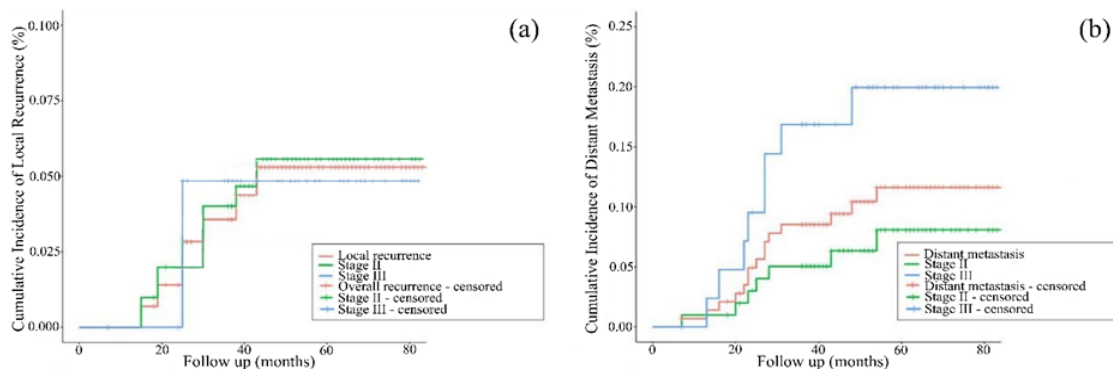 Cumulative Incidence of Local Recurrence (%)
0.100
0.075
0.050
0.025
0.000
(a)
Local recurrence
Stage II
Stage III
Overall recurrence - censored
Stage II - censored
Stage III - censored
0 20 40 60 80
Follow up (months)
Cumulative Incidence of Distant Metastasis (%)
0.25
0.20
0.15
0.10
0.05
0.00
(b)
Distant metastasis
Stage II
Stage III
Distant metastasis - censored
Stage II - censored
Stage III - censored
0 20 40 60 80
Follow up (months)